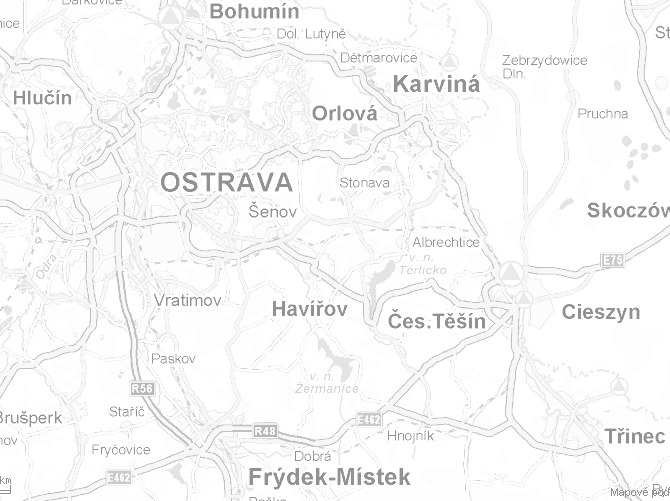 Bohumín
Dol. Lutyně
Dětmarovice
Zebrzydowice
Dln.
Karviná
Hlučín
Orlová
Pruchna
OSTRAVA
Stonava
Šenov
Skoczów
Albrechtice
v. n.
Těrlicko
E75
Odra
Vratimov
Havířov
Čes.Těšín
Cieszyn
Paskov
v. n.
Žermanice
R56
Staříč
Brušperk
E462
R48
Hnojník
Třinec
Fryčovice
Dobrá
E462
Frýdek-Místek
km